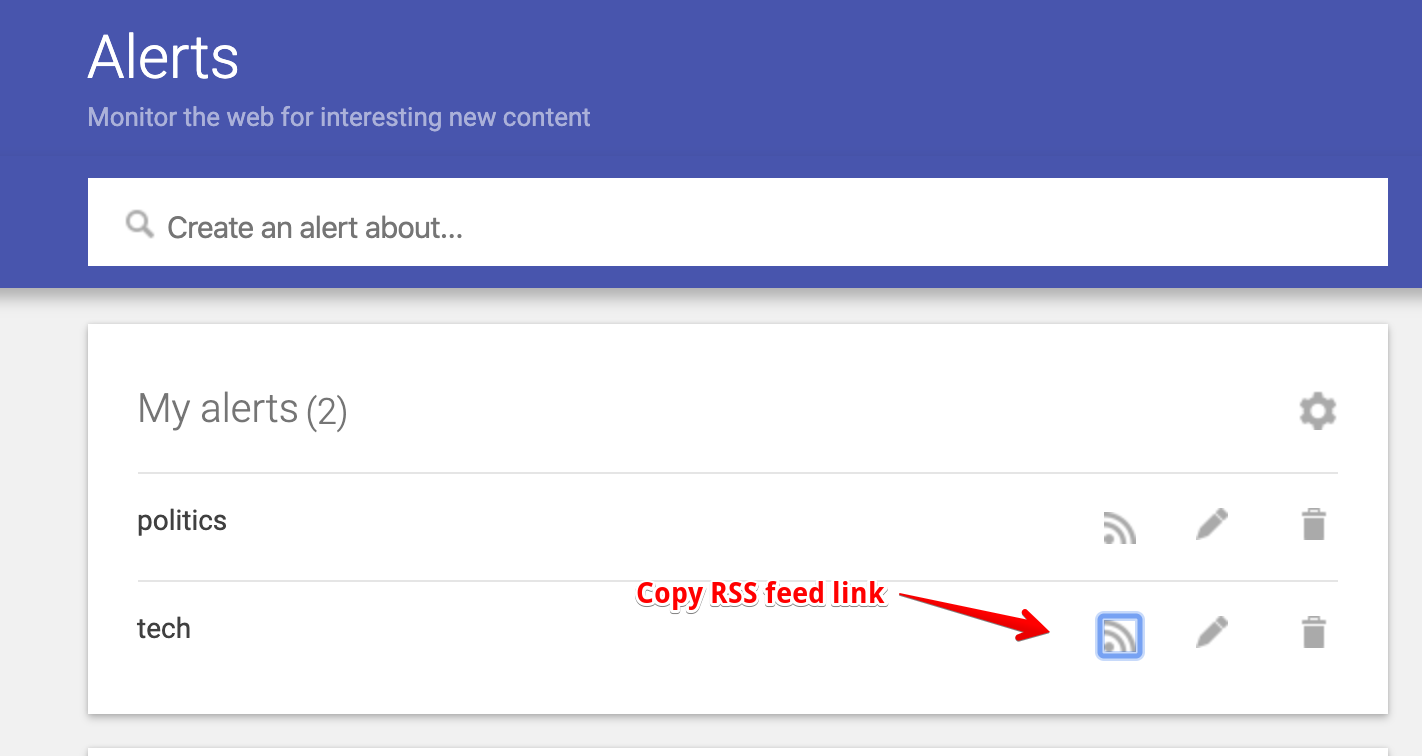 Alerts
Monitor the web for interesting new content
Create an alert about...
My alerts (2)
politics
Copy RSS feed link
tech